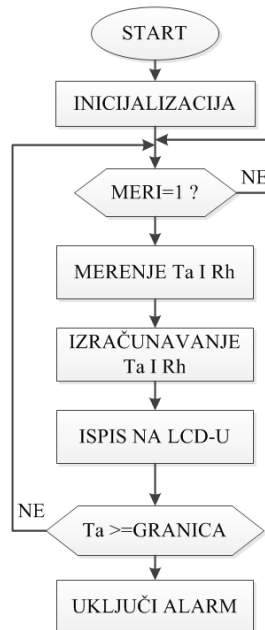 START
INICIJALIZACIJA
MERI=1 ?
NE
MERENJE Ta I Rh
IZRAČUNAVANJE
Ta I Rh
ISPIS NA LCD-U
NE
Ta >=GRANICA
UKLJUČI ALARM